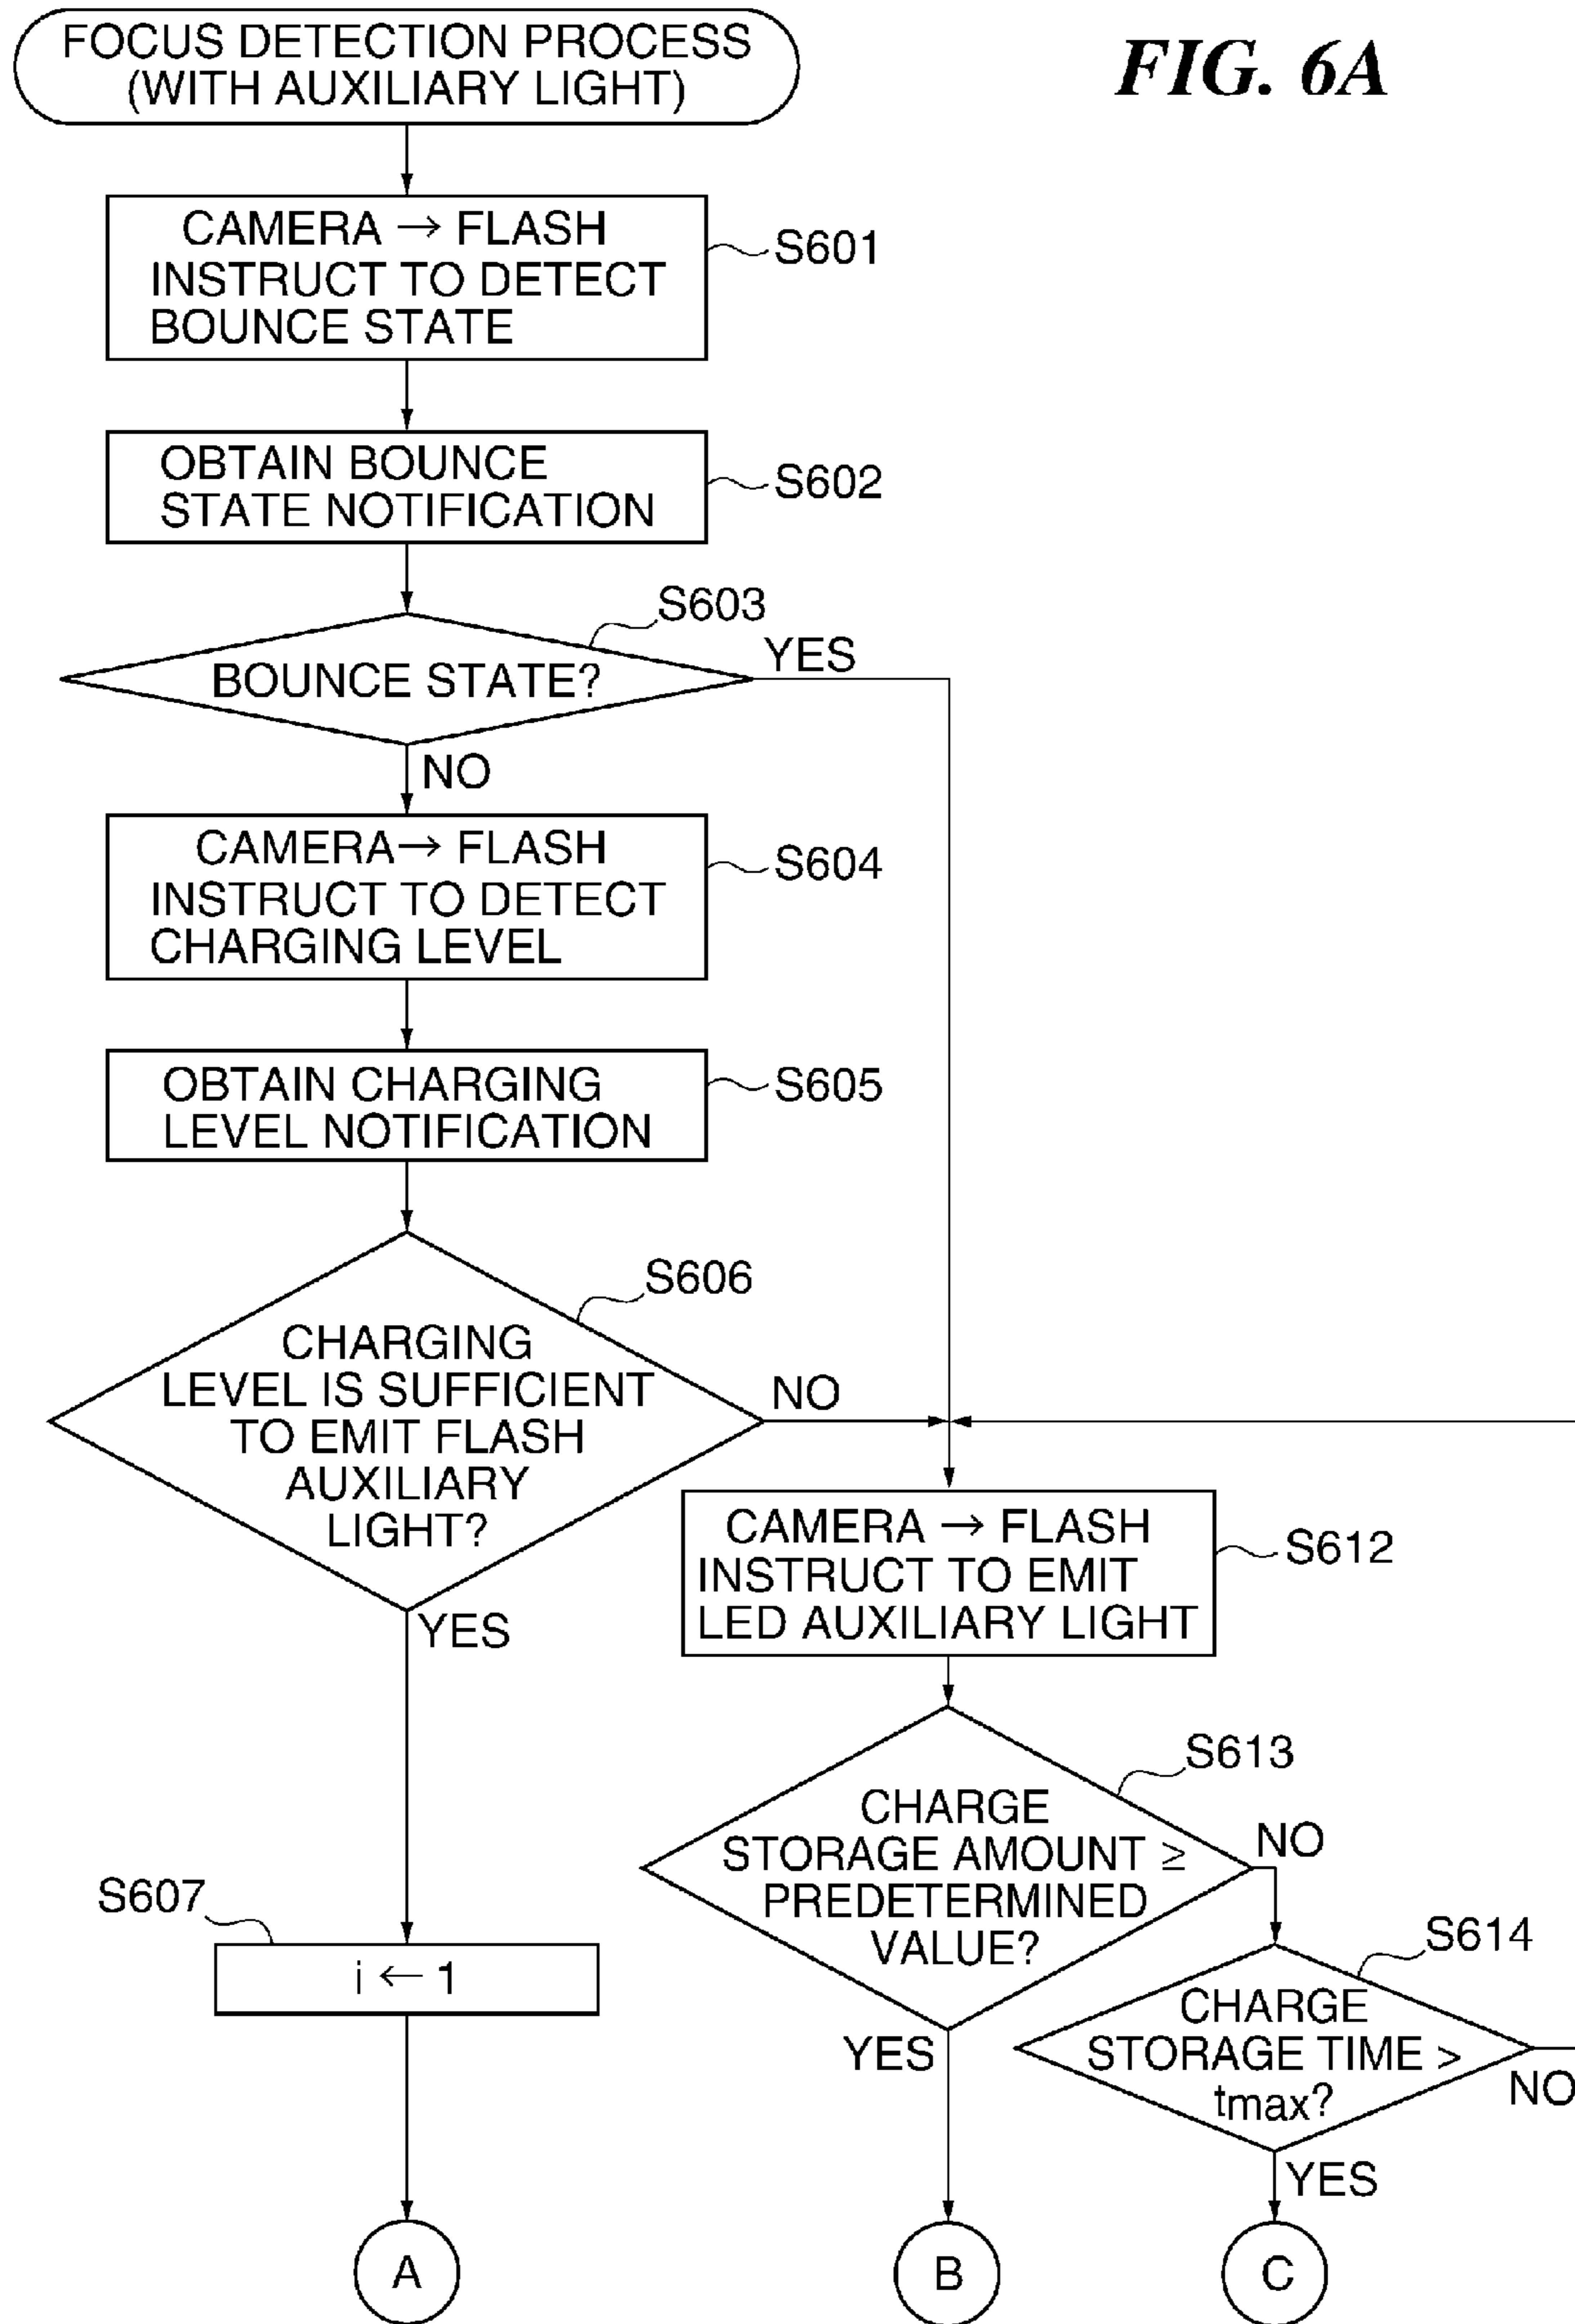 FIG. 6A
FOCUS DETECTION PROCESS
(WITH AUXILIARY LIGHT)
CAMERA → FLASH
INSTRUCT TO DETECT
BOUNCE STATE
S601
OBTAIN BOUNCE
STATE NOTIFICATION
S602
S603
BOUNCE STATE?
YES
NO
CAMERA→ FLASH
INSTRUCT TO DETECT
CHARGING LEVEL
S604
OBTAIN CHARGING
LEVEL NOTIFICATION
S605
S606
CHARGING
LEVEL IS SUFFICIENT
TO EMIT FLASH
AUXILIARY
LIGHT?
NO
YES
CAMERA → FLASH
INSTRUCT TO EMIT
LED AUXILIARY LIGHT
S612
S613
CHARGE
STORAGE AMOUNT ≥
PREDETERMINED
VALUE?
NO
YES
S607
i ← 1
S614
CHARGE
STORAGE TIME >
tmax?
NO
YES
A
B
C